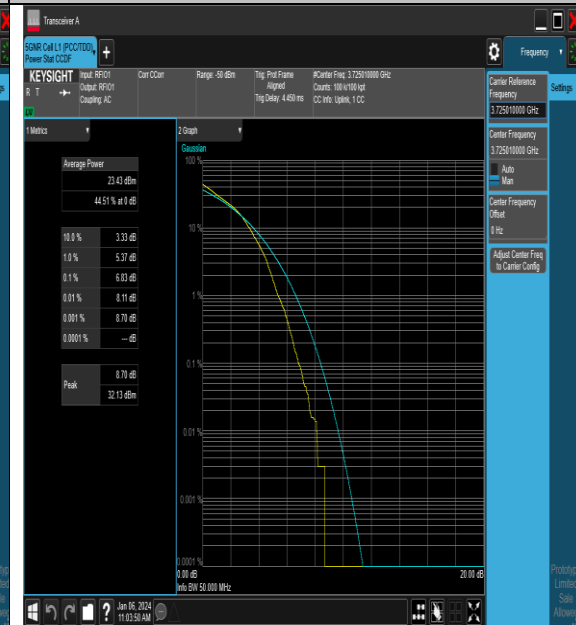 Transceiver A
5GNR Cell L1 (PCC/TDD),
Power Stat CCDF
+
Frequency
KEYSIGHT
R T
Input: RFIO1
Output: RFIO1
Coupling: AC
Corr CCorr
Range: -50 dBm
Trig: Prot Frame
Aligned
Trig Delay: 4.450 ms
#Center Freq: 3.725010000 GHz
Counts: 100 k/100 kpt
CC Info: Uplink, 1 CC
Carrier Reference
Frequency
3.725010000 GHz
Settings
1 Metrics
2 Graph
Gaussian
Center Frequency
3.725010000 GHz
Auto
Man
Center Frequency
Offset
0 Hz
Adjust Center Freq
to Carrier Config
Average Power
23.43 dBm
44.51 % at 0 dB
10.0 % 3.33 dB
1.0 % 5.37 dB
0.1 % 6.83 dB
0.01 % 8.11 dB
0.001 % 8.70 dB
0.0001 % --- dB
Peak
8.70 dB
32.13 dBm
100 %
10 %
1 %
0.1 %
0.01 %
0.001 %
0.0001 %
0.00 dB
20.00 dB
Info BW 50.000 MHz
?
Jan 06, 2024
11:03:50 AM